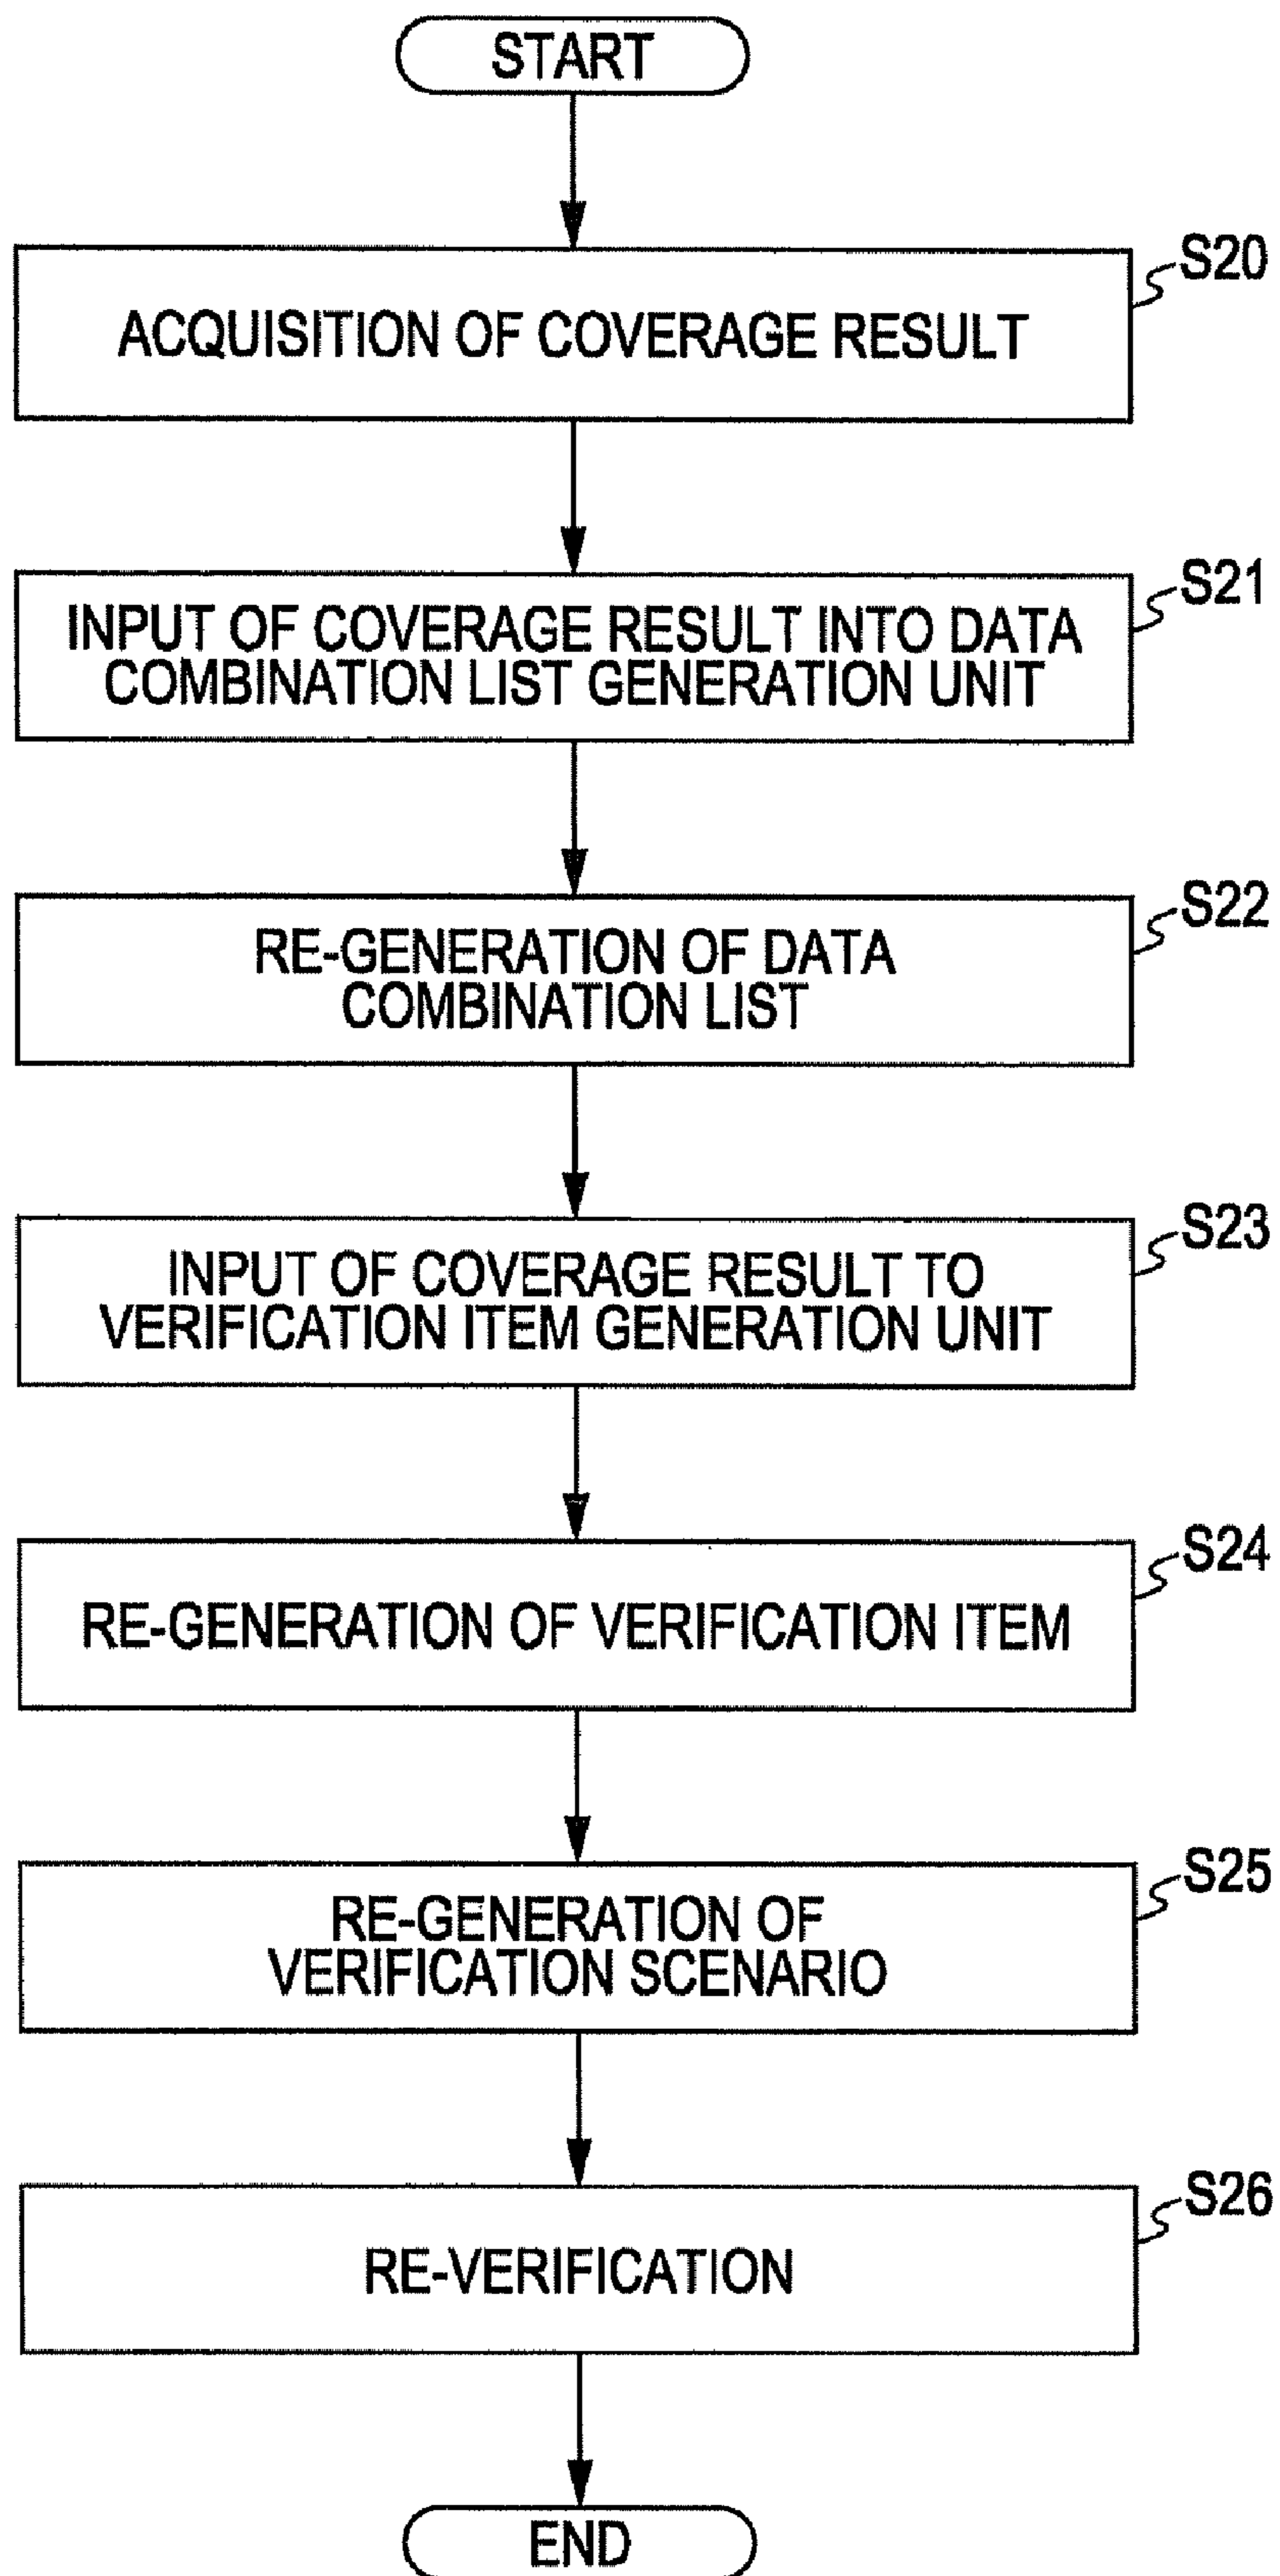 START
S20
ACQUISITION OF COVERAGE RESULT
S21
INPUT OF COVERAGE RESULT INTO DATA
COMBINATION LIST GENERATION UNIT
S22
RE-GENERATION OF DATA
COMBINATION LIST
S23
INPUT OF COVERAGE RESULT TO
VERIFICATION ITEM GENERATION UNIT
S24
RE-GENERATION OF VERIFICATION ITEM
S25
RE-GENERATION OF
VERIFICATION SCENARIO
S26
RE-VERIFICATION
END